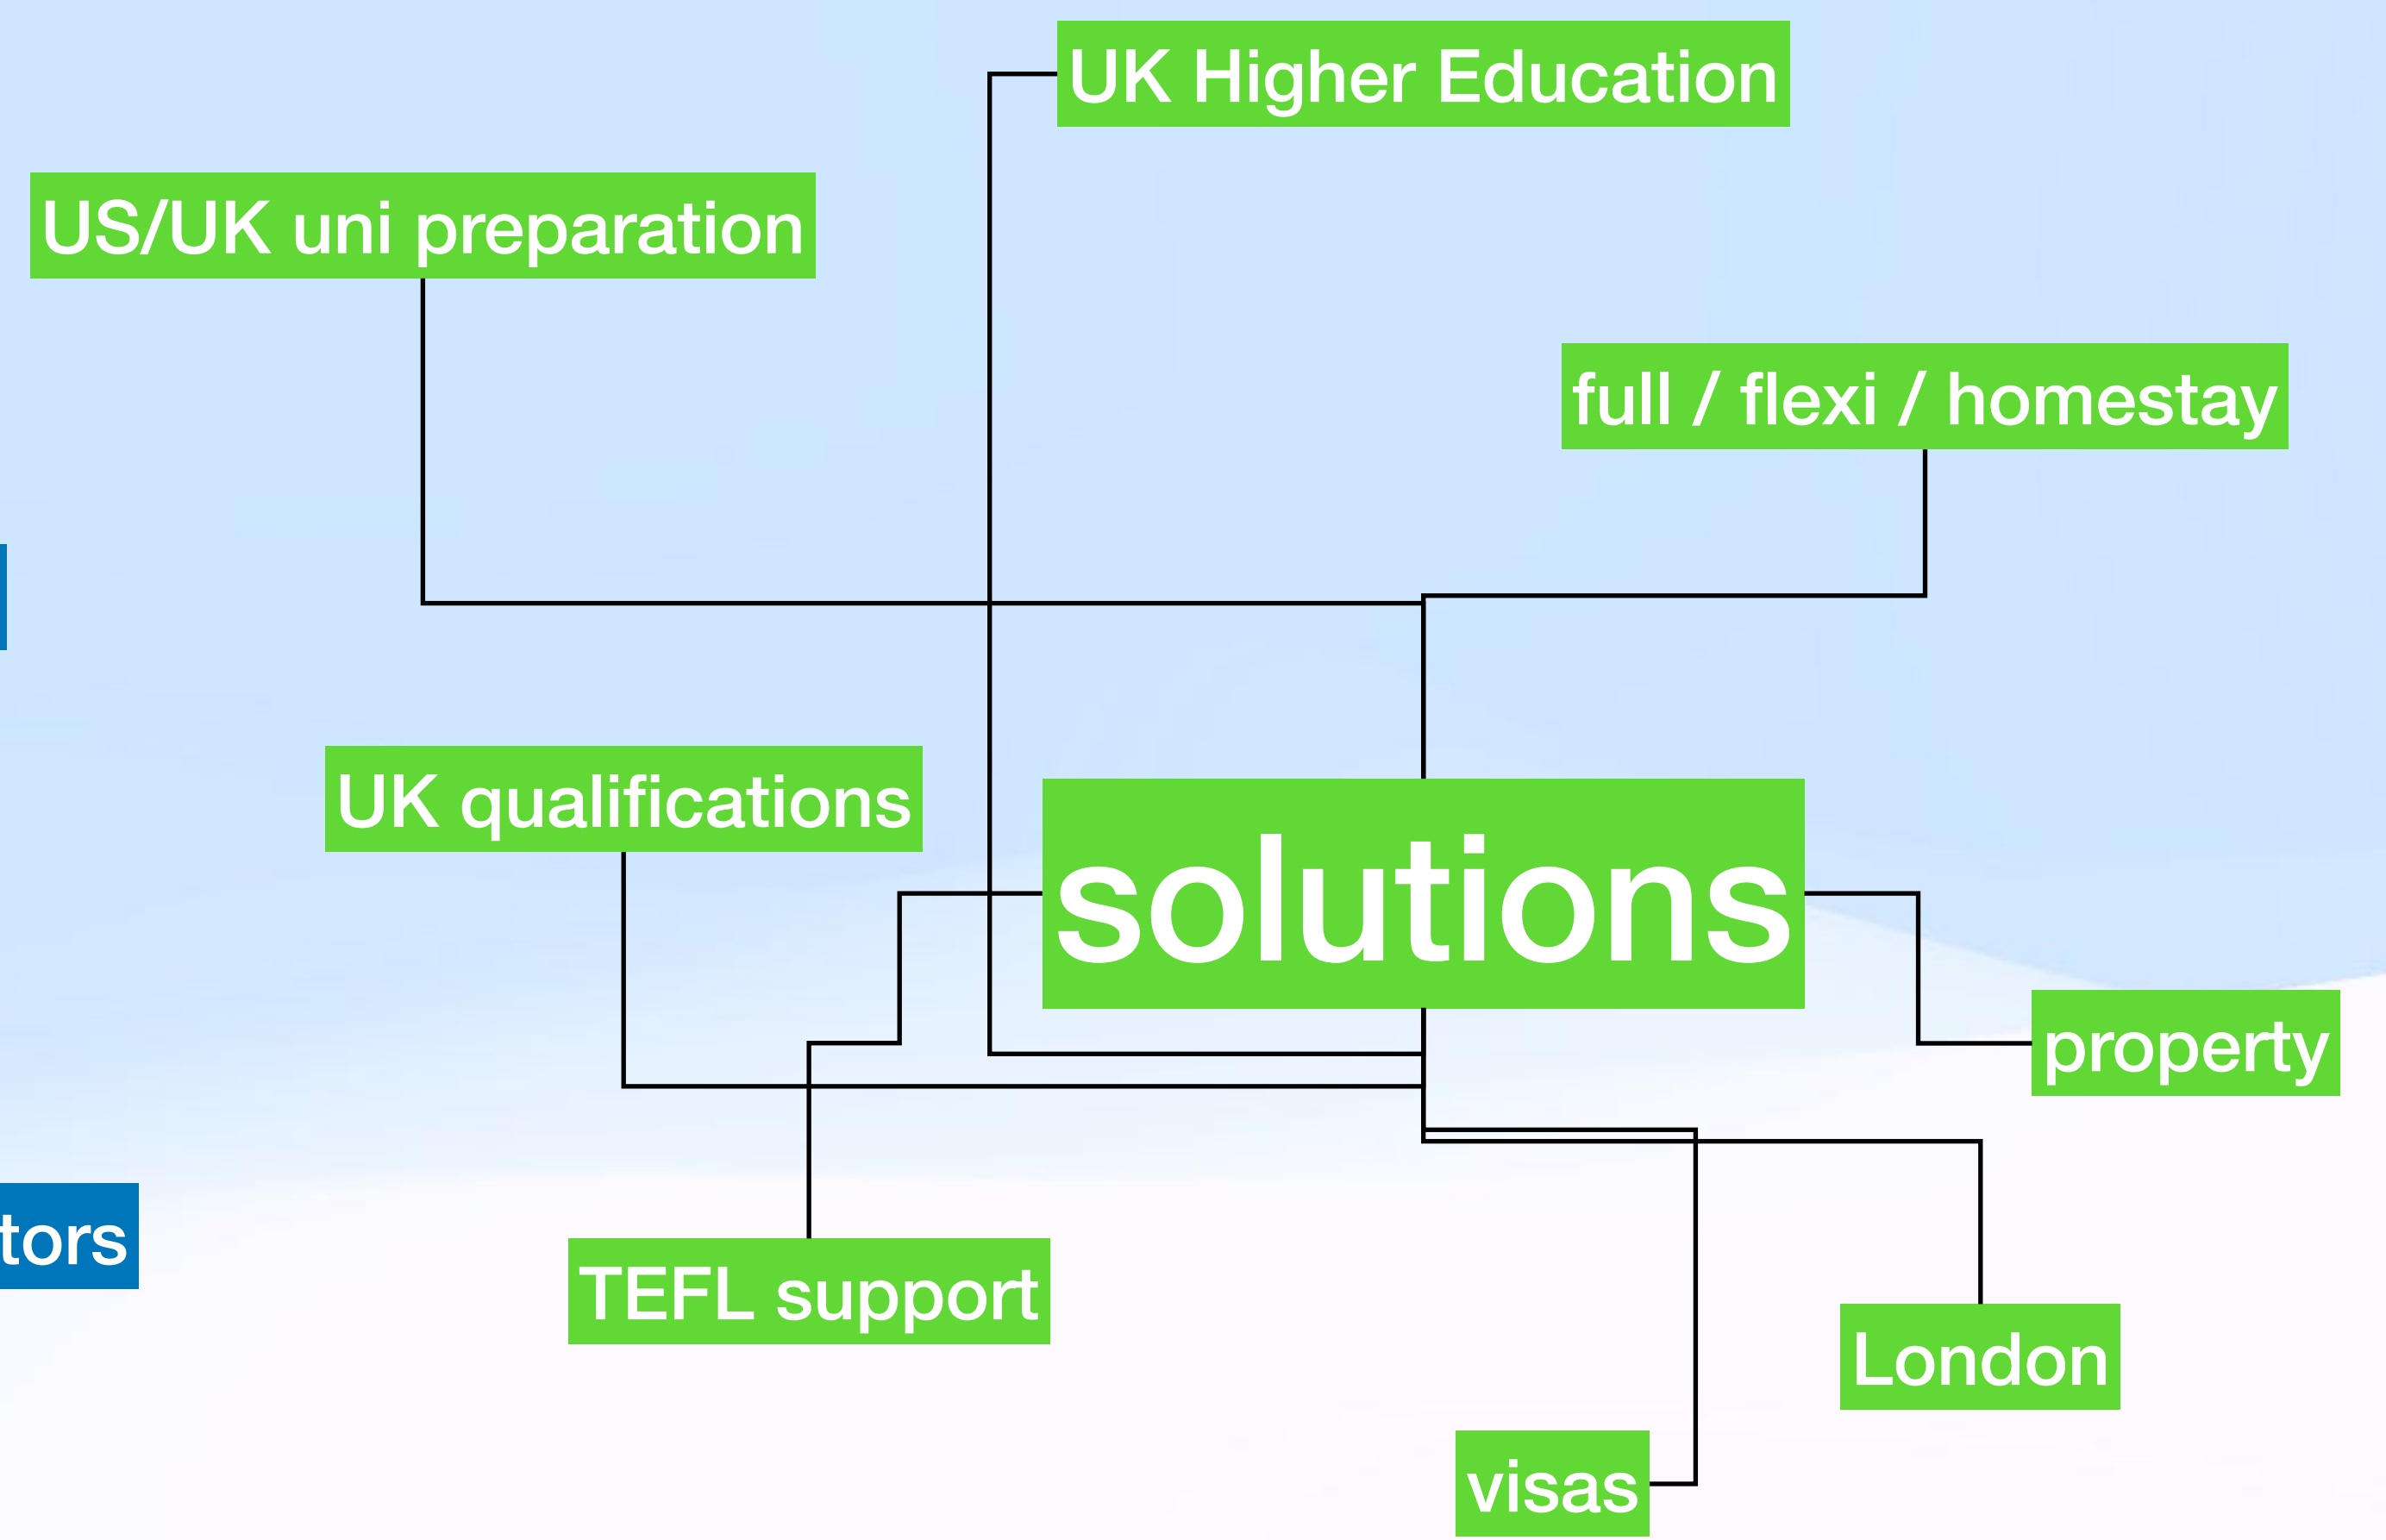 UK Higher Education
US/UK uni preparation
full / flexi / homestay
UK qualifications
solutions
property
tors
TEFL support
London
visas